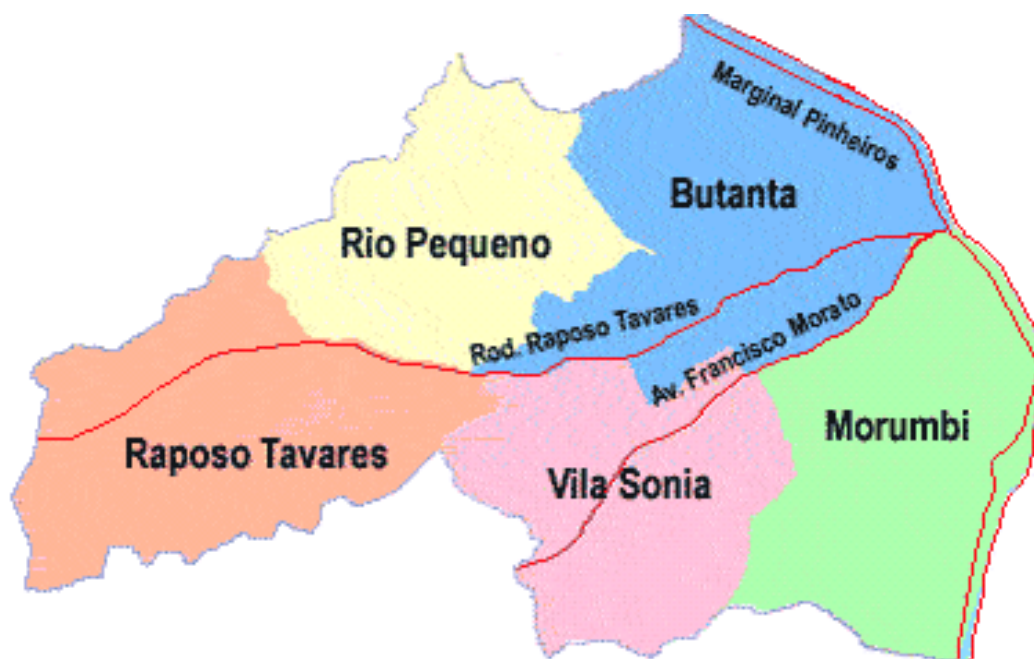 Marginal Pinheiros
Butanta
Rio Pequeno
Rod. Raposo Tavares
Av. Francisco Morato
Morumbi
Raposo Tavares
Vila Sonia